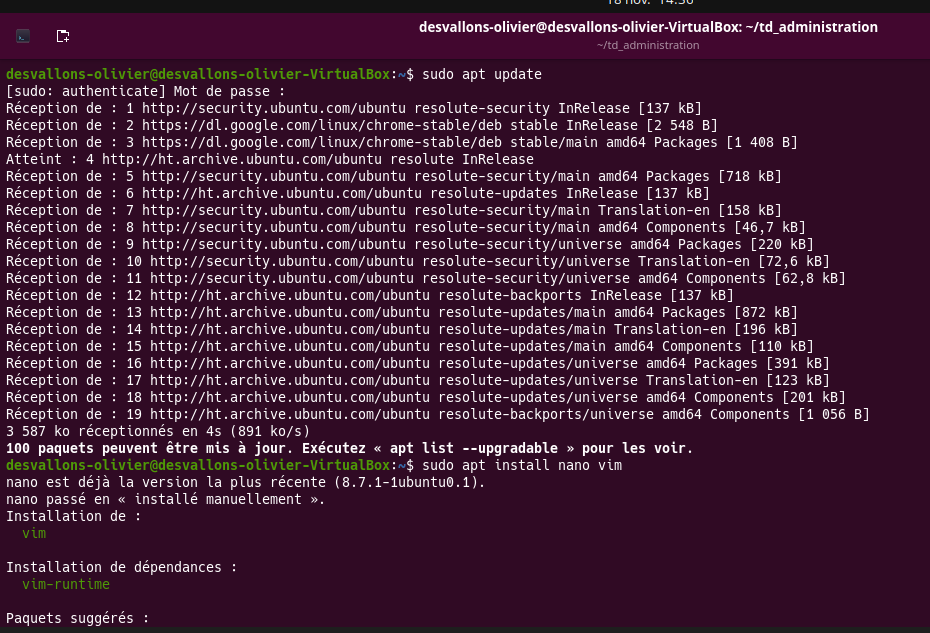 18 nov. 14:36
desvallons-olivier@desvallons-olivier-VirtualBox: ~/td_administration
~/td_administration
desvallons-olivier@desvallons-olivier-VirtualBox:~$ sudo apt update
[sudo: authenticate] Mot de passe :
Réception de : 1 http://security.ubuntu.com/ubuntu resolute-security InRelease [137 kB]
Réception de : 2 https://dl.google.com/linux/chrome-stable/deb stable InRelease [2 548 B]
Réception de : 3 https://dl.google.com/linux/chrome-stable/deb stable/main amd64 Packages [1 408 B]
Atteint : 4 http://ht.archive.ubuntu.com/ubuntu resolute InRelease
Réception de : 5 http://security.ubuntu.com/ubuntu resolute-security/main amd64 Packages [718 kB]
Réception de : 6 http://ht.archive.ubuntu.com/ubuntu resolute-updates InRelease [137 kB]
Réception de : 7 http://security.ubuntu.com/ubuntu resolute-security/main Translation-en [158 kB]
Réception de : 8 http://security.ubuntu.com/ubuntu resolute-security/main amd64 Components [46,7 kB]
Réception de : 9 http://security.ubuntu.com/ubuntu resolute-security/universe amd64 Packages [220 kB]
Réception de : 10 http://security.ubuntu.com/ubuntu resolute-security/universe Translation-en [72,6 kB]
Réception de : 11 http://security.ubuntu.com/ubuntu resolute-security/universe amd64 Components [62,8 kB]
Réception de : 12 http://ht.archive.ubuntu.com/ubuntu resolute-backports InRelease [137 kB]
Réception de : 13 http://ht.archive.ubuntu.com/ubuntu resolute-updates/main amd64 Packages [872 kB]
Réception de : 14 http://ht.archive.ubuntu.com/ubuntu resolute-updates/main Translation-en [196 kB]
Réception de : 15 http://ht.archive.ubuntu.com/ubuntu resolute-updates/main amd64 Components [110 kB]
Réception de : 16 http://ht.archive.ubuntu.com/ubuntu resolute-updates/universe amd64 Packages [391 kB]
Réception de : 17 http://ht.archive.ubuntu.com/ubuntu resolute-updates/universe Translation-en [123 kB]
Réception de : 18 http://ht.archive.ubuntu.com/ubuntu resolute-updates/universe amd64 Components [201 kB]
Réception de : 19 http://ht.archive.ubuntu.com/ubuntu resolute-backports/universe amd64 Components [1 056 B]
3 587 ko réceptionnés en 4s (891 ko/s)
100 paquets peuvent être mis à jour. Exécutez « apt list --upgradable » pour les voir.
desvallons-olivier@desvallons-olivier-VirtualBox:~$ sudo apt install nano vim
nano est déjà la version la plus récente (8.7.1-1ubuntu0.1).
nano passé en « installé manuellement ».
Installation de :
  vim

Installation de dépendances :
  vim-runtime

Paquets suggérés :